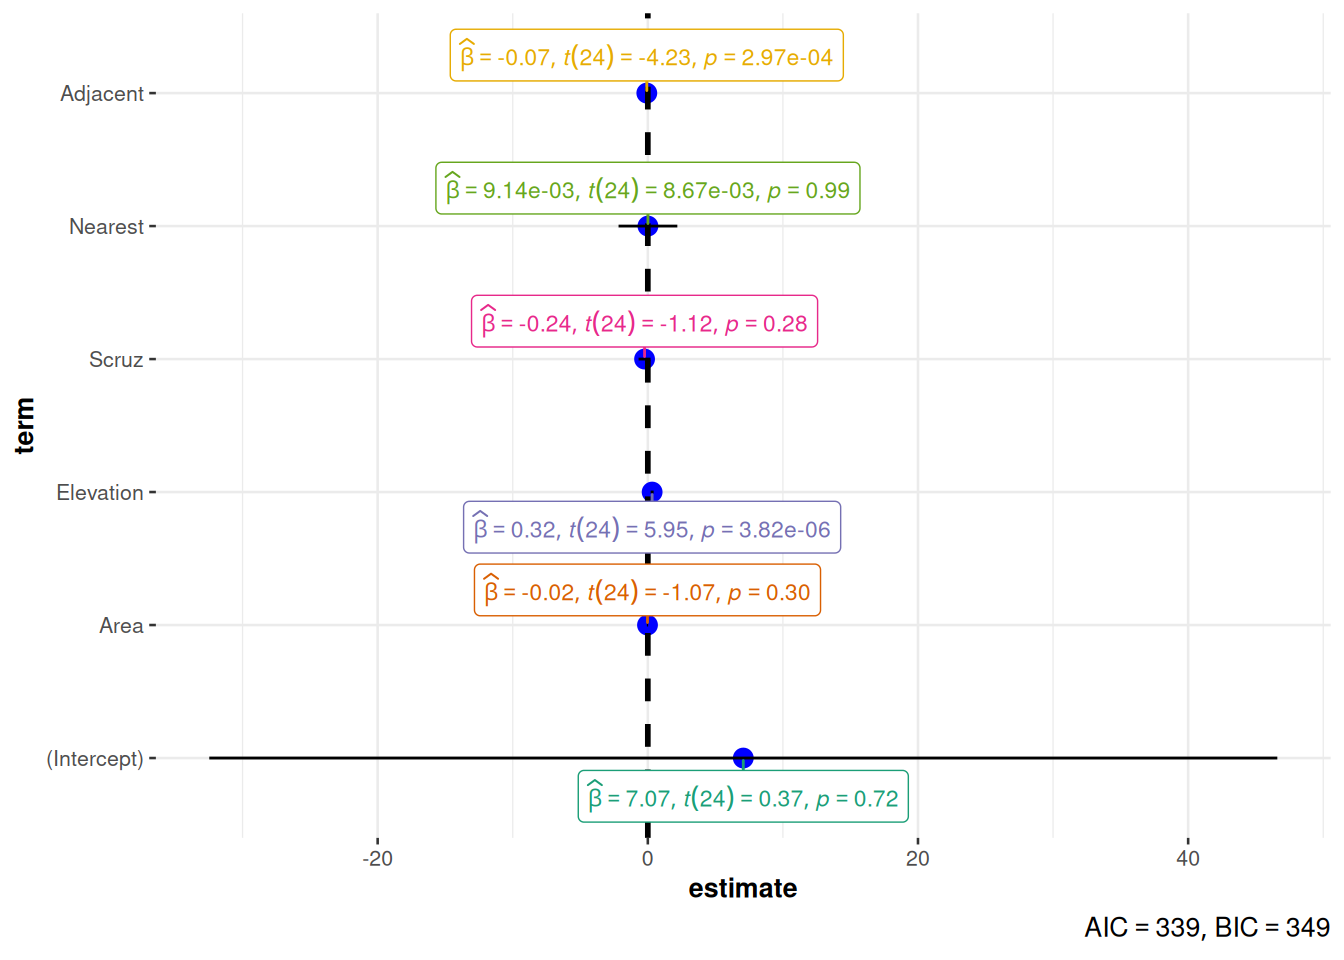 β̂ = -0.07, t(24) = -4.23, p = 2.97e-04
Adjacent
β̂ = 9.14e-03, t(24) = 8.67e-03, p = 0.99
Nearest
β̂ = -0.24, t(24) = -1.12, p = 0.28
Scruz
term
Elevation
β̂ = 0.32, t(24) = 5.95, p = 3.82e-06
β̂ = -0.02, t(24) = -1.07, p = 0.30
Area
(Intercept)
β̂ = 7.07, t(24) = 0.37, p = 0.72
-20 0 20 40
estimate
AIC = 339, BIC = 349